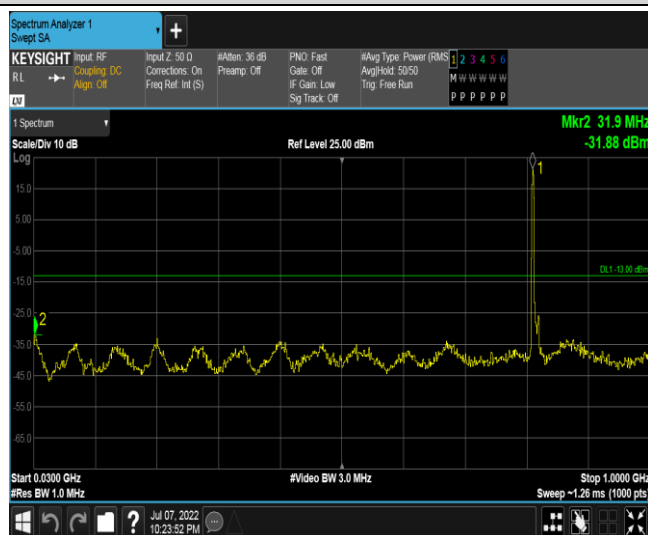 Spectrum Analyzer 1
Swept SA
+
KEYSIGHT
RL
LXI
Input: RF
Coupling: DC
Align: Off
Input Z: 50 Ω
Corrections: On
Freq Ref: Int (S)
#Atten: 36 dB
Preamp: Off
PNO: Fast
Gate: Off
IF Gain: Low
Sig Track: Off
#Avg Type: Power (RMS
Avg|Hold: 50/50
Trig: Free Run
1 2 3 4 5 6
M W W W W W
P P P P P P
1 Spectrum
Mkr2 31.9 MHz
-31.88 dBm
Scale/Div 10 dB
Ref Level 25.00 dBm
Log
15.0
5.00
-5.00
-15.0
-25.0
-35.0
-45.0
-55.0
-65.0
1
2
DL1 -13.00 dBm
Start 0.0300 GHz
#Res BW 1.0 MHz
#Video BW 3.0 MHz
Stop 1.0000 GHz
Sweep ~1.26 ms (1000 pts)
?
Jul 07, 2022
10:23:52 PM